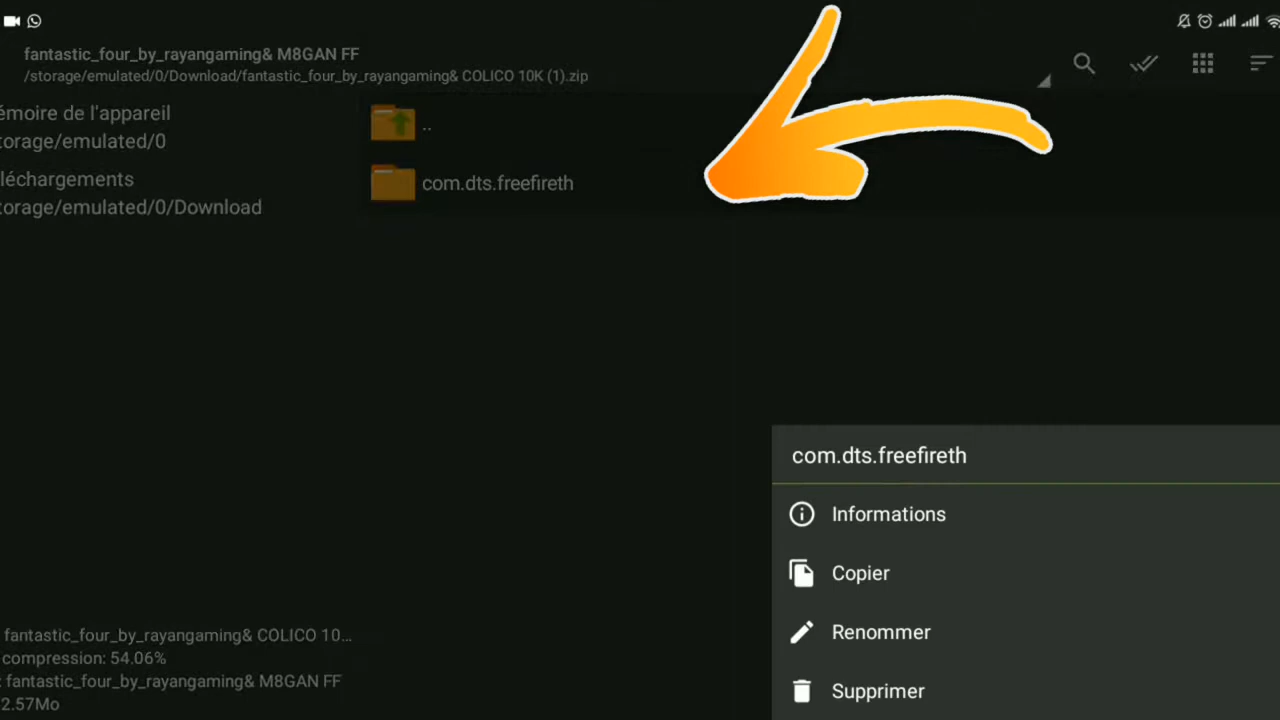 fantastic_four_by_rayangaming& M8GAN FF
/storage/emulated/0/Download/fantastic_four_by_rayangaming& COLICO 10K (1).zip
émoire de l'appareil
torage/emulated/0
léchargements
torage/emulated/0/Download
..
com.dts.freefireth
com.dts.freefireth
Informations
Copier
Renommer
Supprimer
fantastic_four_by_rayangaming& COLICO 10...
compression: 54.06%
: fantastic_four_by_rayangaming& M8GAN FF
2.57Mo